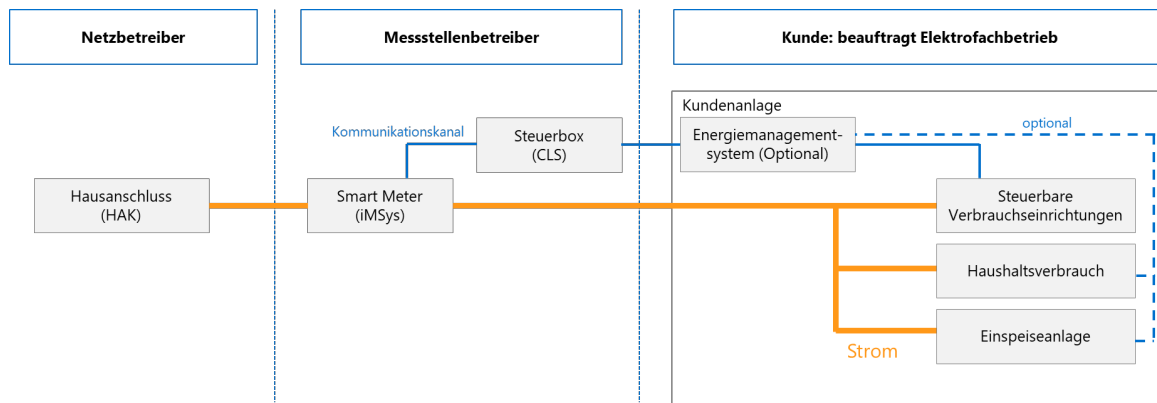 Netzbetreiber
Messstellenbetreiber
Kunde: beauftragt Elektrofachbetrieb
Kundenanlage
Kommunikationskanal
Steuerbox
(CLS)
Energiemanagement-
system (Optional)
optional
Hausanschluss
(HAK)
Smart Meter
(iMSys)
Steuerbare
Verbrauchseinrichtungen
Haushaltsverbrauch
Einspeiseanlage
Strom